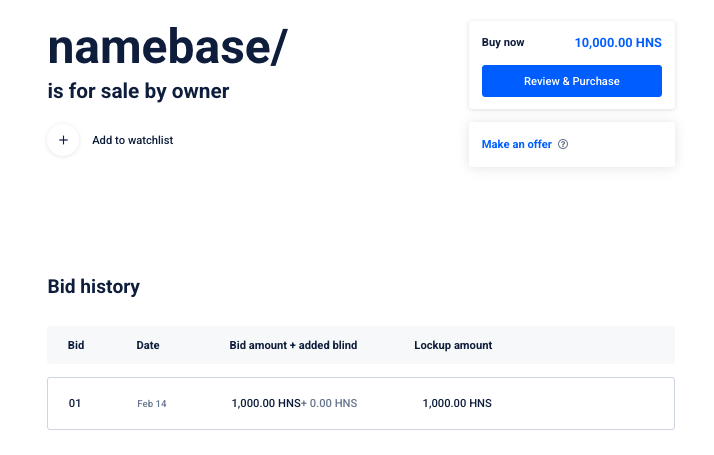 namebase/
is for sale by owner
+ Add to watchlist
Buy now 10,000.00 HNS
Review & Purchase
Make an offer ?
Bid history
Bid Date Bid amount + added blind Lockup amount
01 Feb 14 1,000.00 HNS+ 0.00 HNS 1,000.00 HNS